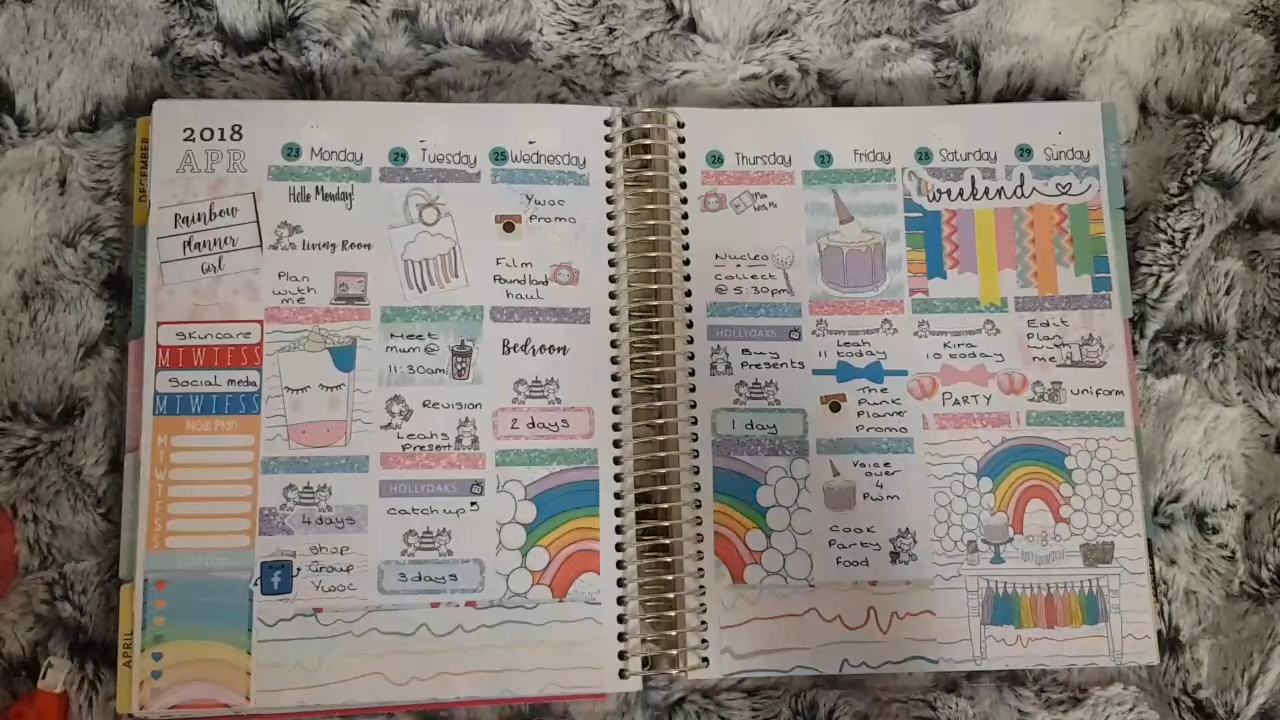 2018
APR
DECEMBER
APRIL
Rainbow
Planner
Girl
Skincare
M T W T F S S
Social media
M T W T F S S
Meal Plan
M
T
W
T
F
S
S
23 Monday
Hello Monday!
Living Room
Plan
with
me
4 days
Shop
Group
Ywoc
24 Tuesday
Meet
mum @
11:30am
Revision
Leahs
Present
HOLLYOAKS
catch up
3 days
25 Wednesday
Ywoc
Promo
Film
Poundland
haul
Bedroom
2 days
26 Thursday
Plan
With Me
Nucleo
Collect
@ 5:30pm
HOLLYOAKS
Buy
Presents
1 day
27 Friday
Leah
11 today
The
Punk
Planner
Promo
Voice
over
4
Pwm
Cook
Party
Food
28 Saturday
weekend
Kira
10 today
PARTY
29 Sunday
Edit
Plan
me
Uniform